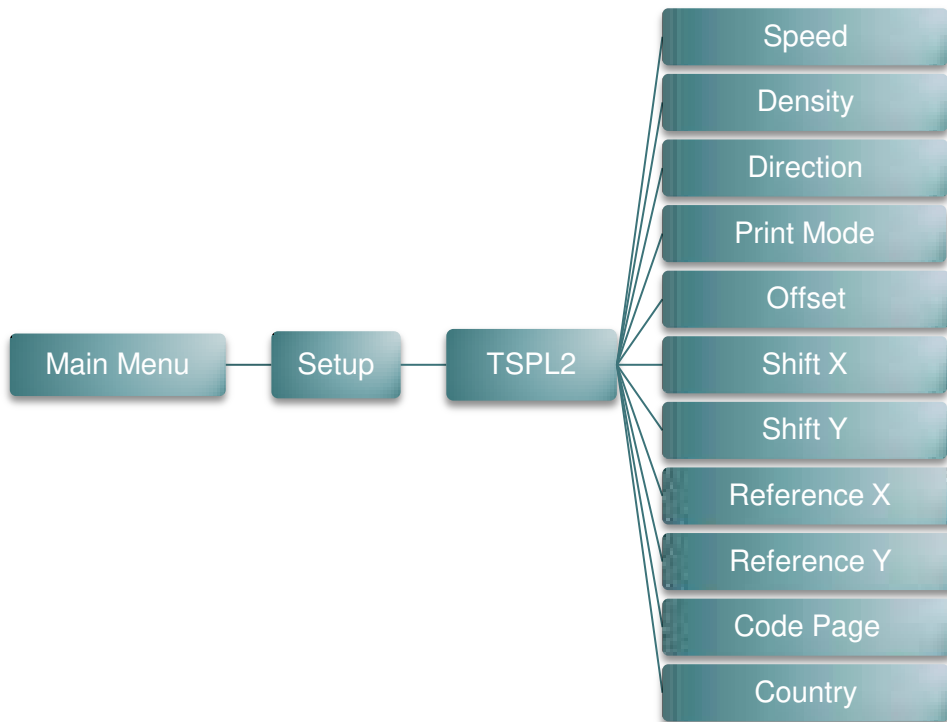 Main Menu
Setup
TSPL2
Speed
Density
Direction
Print Mode
Offset
Shift X
Shift Y
Reference X
Reference Y
Code Page
Country